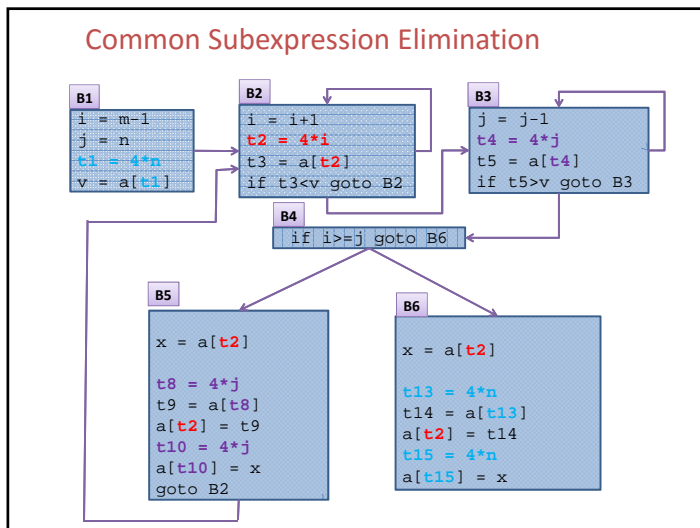 Common Subexpression Elimination
B1
i = m-1
j = n
t1 = 4*n
v = a[t1]
B2
i = i+1
t2 = 4*i
t3 = a[t2]
if t3<v goto B2
B3
j = j-1
t4 = 4*j
t5 = a[t4]
if t5>v goto B3
B4
if i>=j goto B6
B5
x = a[t2]
t8 = 4*j
t9 = a[t8]
a[t2] = t9
t10 = 4*j
a[t10] = x
goto B2
B6
x = a[t2]
t13 = 4*n
t14 = a[t13]
a[t2] = t14
t15 = 4*n
a[t15] = x